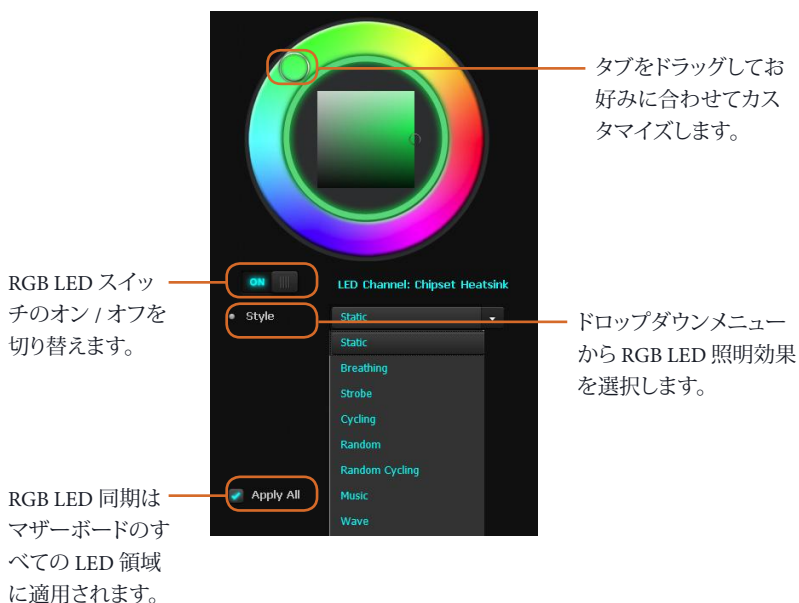 タブをドラッグしてお
好みに合わせてカス
タマイズします。
RGB LED スイッ
チのオン / オフを
切り替えます。
ON
LED Channel: Chipset Heatsink
Style
Static
Static
Breathing
Strobe
Cycling
Random
Random Cycling
Music
Wave
ドロップダウンメニュー
から RGB LED 照明効果
を選択します。
Apply All
RGB LED 同期は
マザーボードのす
べての LED 領域
に適用されます。